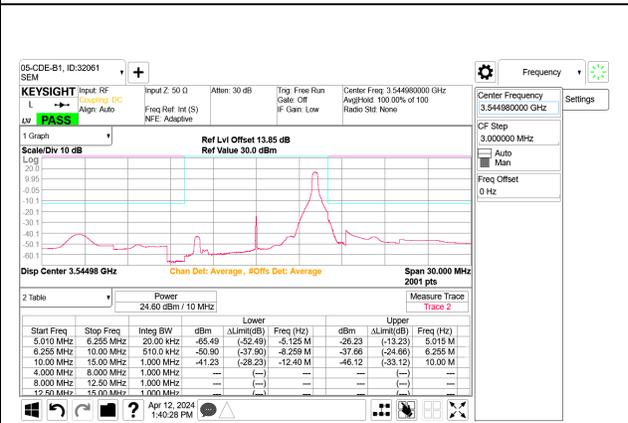 05-CDE-B1, ID:32061
SEM
+
Frequency
KEYSIGHT Input: RF Input Z: 50 Ω Atten: 30 dB Trig: Free Run Center Freq: 3.544980000 GHz
L Coupling: DC Gate: Off Avg|Hold: 100.00% of 100
Align: Auto Freq Ref: Int (S) IF Gain: Low Radio Std: None
LXI PASS NFE: Adaptive
Center Frequency
3.544980000 GHz
Settings
CF Step
3.000000 MHz
Auto
Man
Freq Offset
0 Hz
1 Graph
Ref Lvl Offset 13.85 dB
Scale/Div 10 dB Ref Value 30.0 dBm
Log
20.0
9.95
-0.05
-10.1
-20.1
-30.1
-40.1
-50.1
-60.1
Disp Center 3.54498 GHz Chan Det: Average, #Offs Det: Average Span 30.000 MHz
2001 pts
2 Table Power Measure Trace
24.60 dBm / 10 MHz Trace 2
Lower Upper
Start Freq Stop Freq Integ BW dBm ΔLimit(dB) Freq (Hz) dBm ΔLimit(dB) Freq (Hz)
5.010 MHz 6.255 MHz 20.00 kHz -65.49 (-52.49) -5.125 M -26.23 (-13.23) 5.015 M
6.255 MHz 10.00 MHz 510.0 kHz -50.90 (-37.90) -8.259 M -37.66 (-24.66) 6.255 M
10.00 MHz 15.00 MHz 1.000 MHz -41.23 (-28.23) -12.40 M -46.12 (-33.12) 10.00 M
4.000 MHz 8.000 MHz 1.000 MHz --- (---) --- --- (---) ---
8.000 MHz 12.50 MHz 1.000 MHz --- (---) --- --- (---) ---
12.50 MHz 15.00 MHz 1.000 MHz --- (---) --- --- (---) ---
? Apr 12, 2024
1:40:28 PM